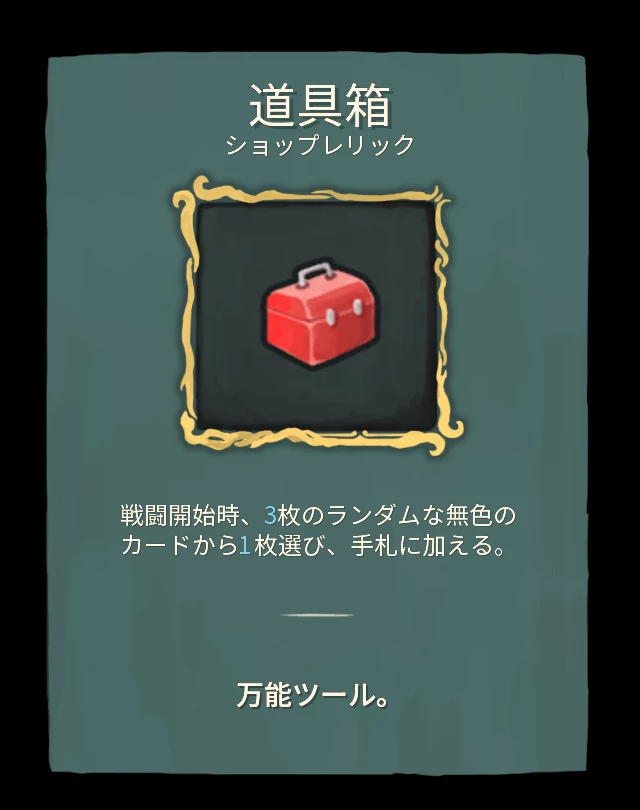 道具箱
ショップレリック
戦闘開始時、3枚のランダムな無色の
カードから1枚選び、手札に加える。
万能ツール。